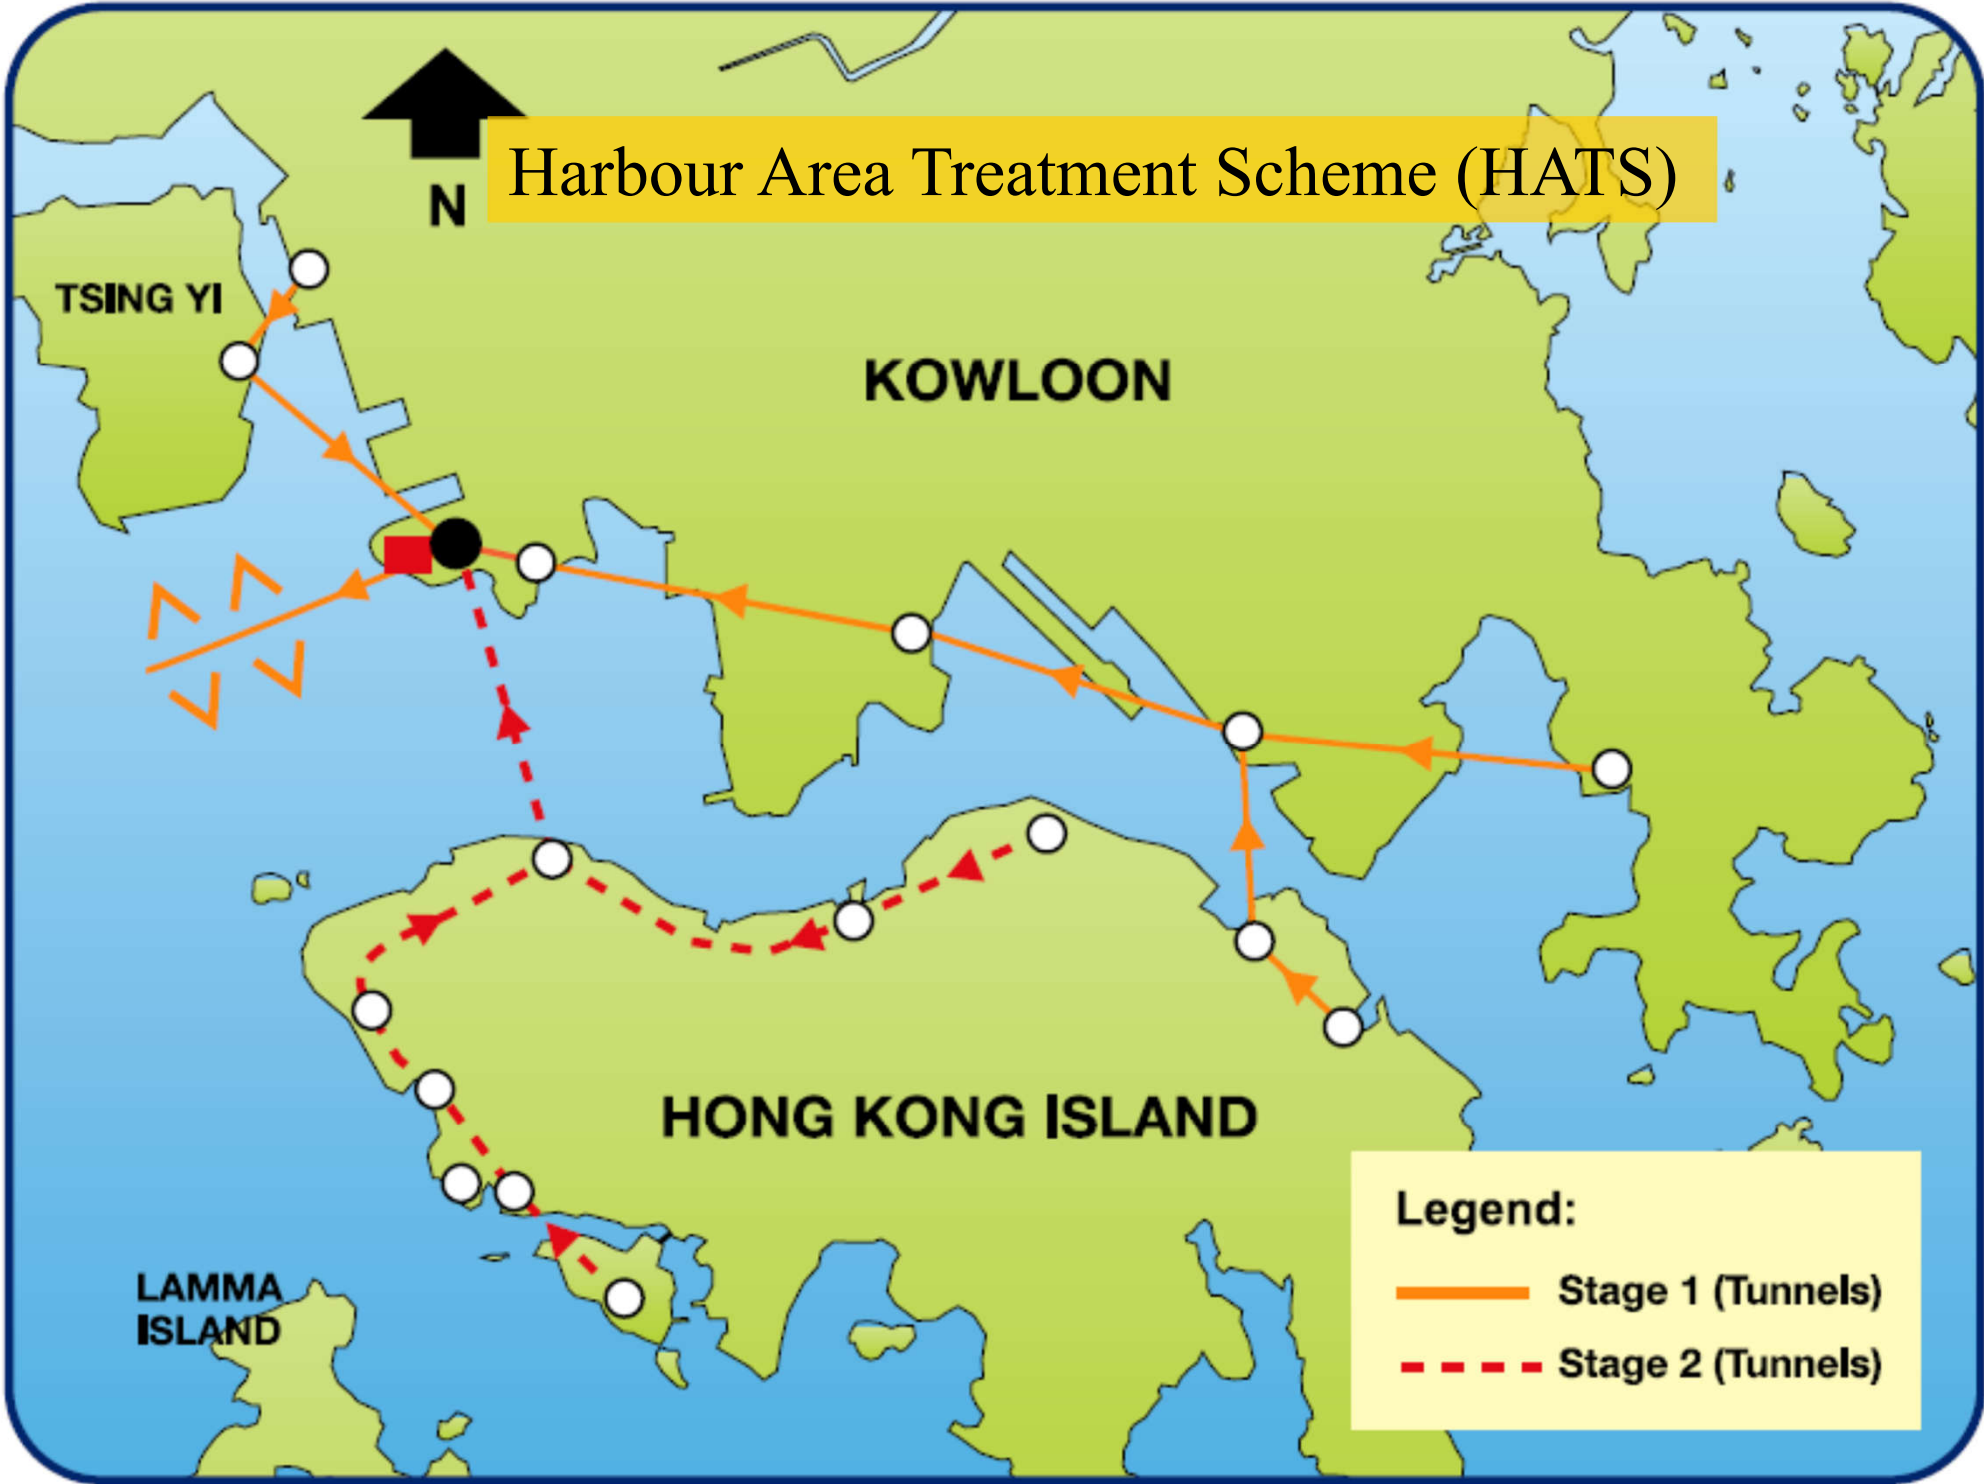 Harbour Area Treatment Scheme (HATS)
N
TSING YI
KOWLOON
HONG KONG ISLAND
LAMMA
ISLAND
Legend:
Stage 1 (Tunnels)
Stage 2 (Tunnels)